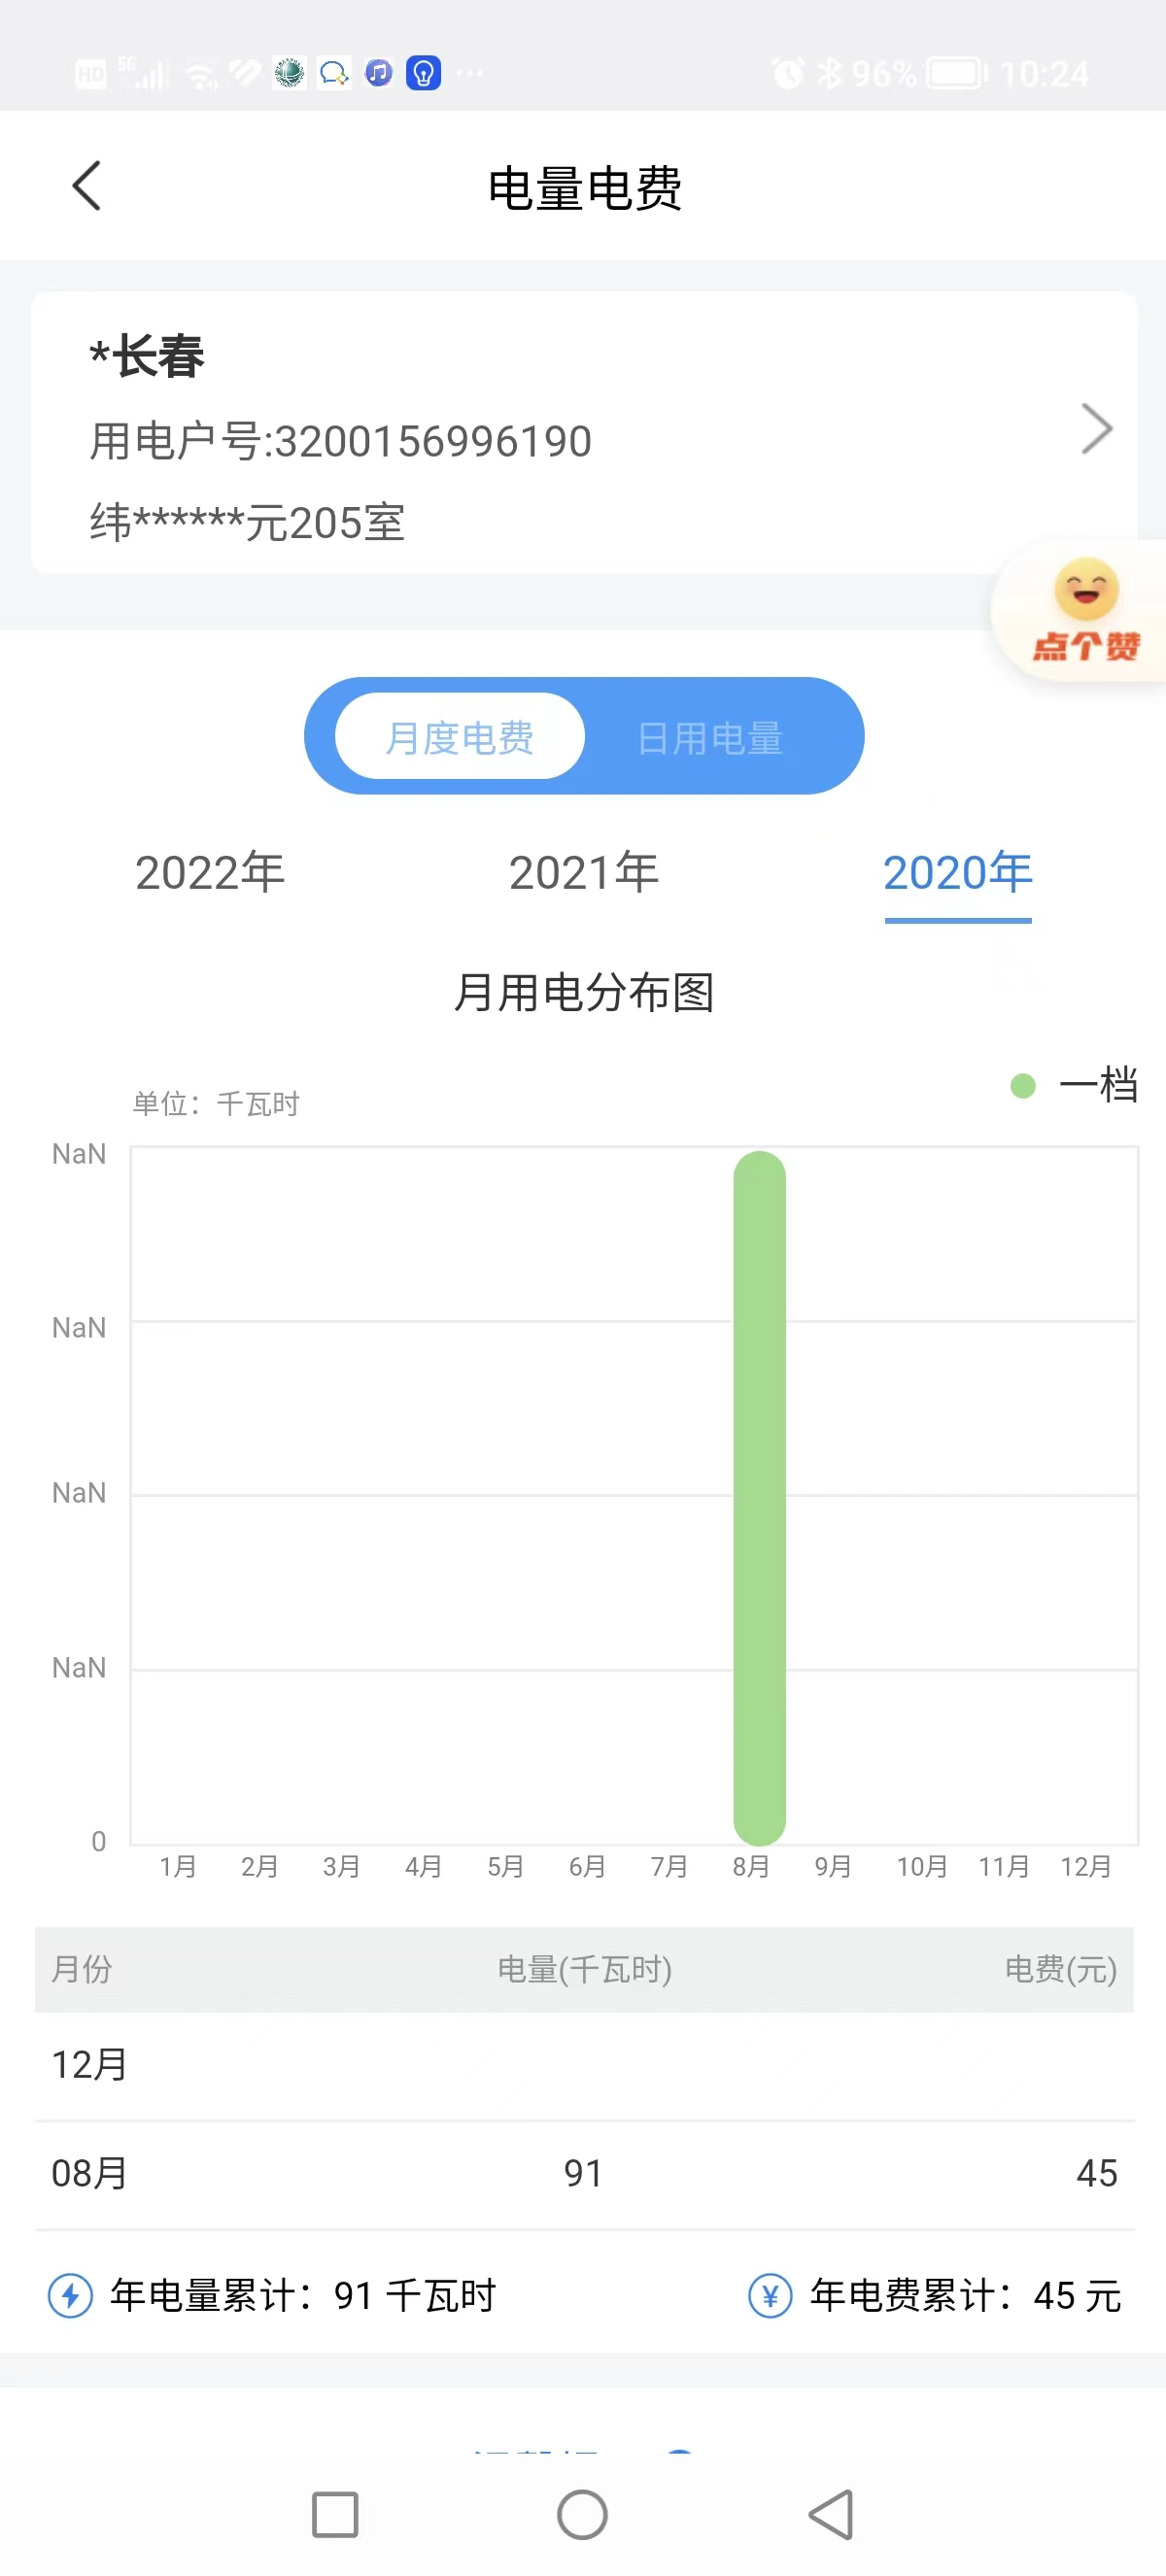 HD 5G 96% 10:24
电量电费
*长春
用电户号:3200156996190
纬******元205室
点个赞
月度电费 日用电量
2022年 2021年 2020年
月用电分布图
一档
单位：千瓦时
NaN
NaN
NaN
NaN
0
1月 2月 3月 4月 5月 6月 7月 8月 9月 10月 11月 12月
月份 电量(千瓦时) 电费(元)
12月
08月 91 45
年电量累计：91 千瓦时 ¥ 年电费累计：45 元